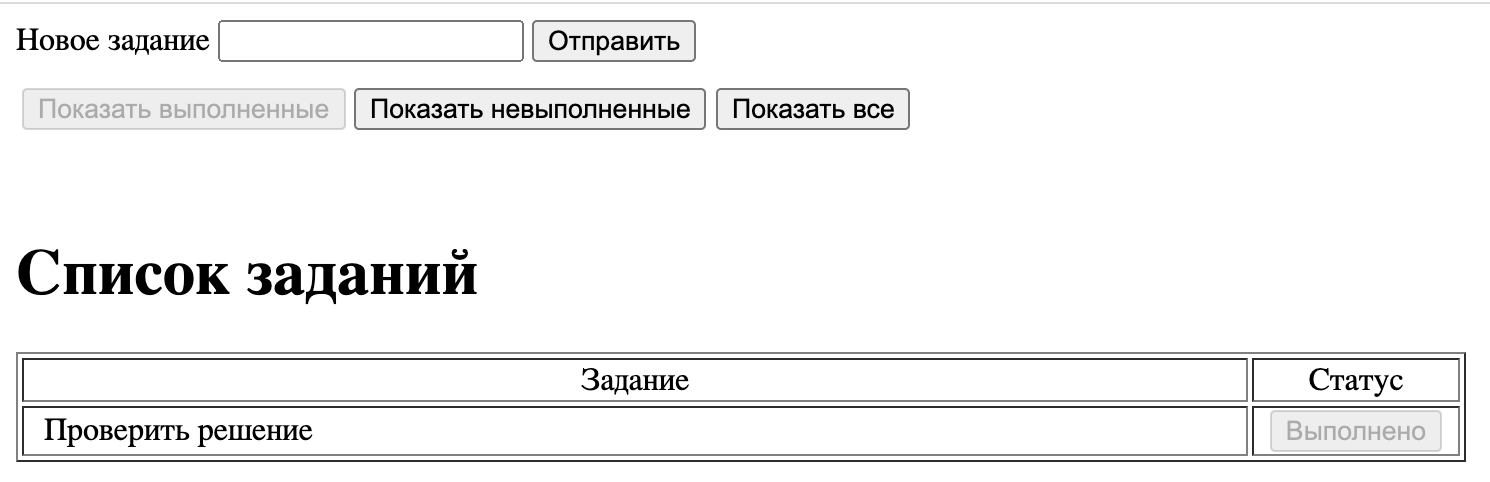 Новое задание Отправить
Показать выполненные Показать невыполненные Показать все
Список заданий
Задание Статус
Проверить решение Выполнено